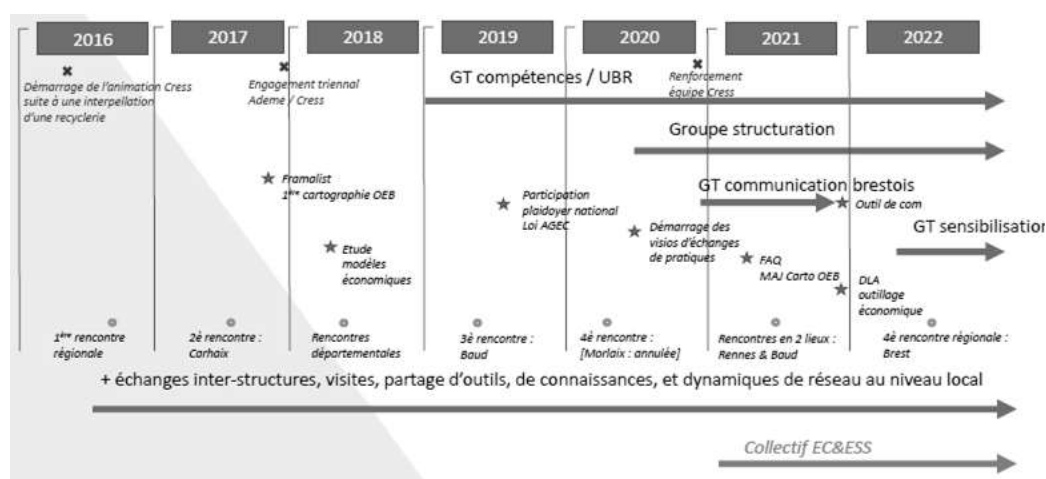 2016
2017
2018
2019
2020
2021
2022
Démarrage de l'animation Cress
suite à une interpellation
d'une recyclerie
Engagement triennal
Ademe / Cress
GT compétences / UBR
Renforcement
équipe Cress
Groupe structuration
Framalist
1ère cartographie OEB
Participation
plaidoyer national
Loi AGEC
GT communication brestois
Outil de com
Etude
modèles
économiques
Démarrage des
visios d'échanges
de pratiques
GT sensibilisation
FAQ
MAJ Carto OEB
DLA
outillage
économique
1ère rencontre
régionale
2è rencontre :
Carhaix
Rencontres
départementales
3è rencontre :
Baud
4è rencontre :
[Morlaix : annulée]
Rencontres en 2 lieux :
Rennes & Baud
4è rencontre régionale :
Brest
+ échanges inter-structures, visites, partage d'outils, de connaissances, et dynamiques de réseau au niveau local
Collectif EC&ESS